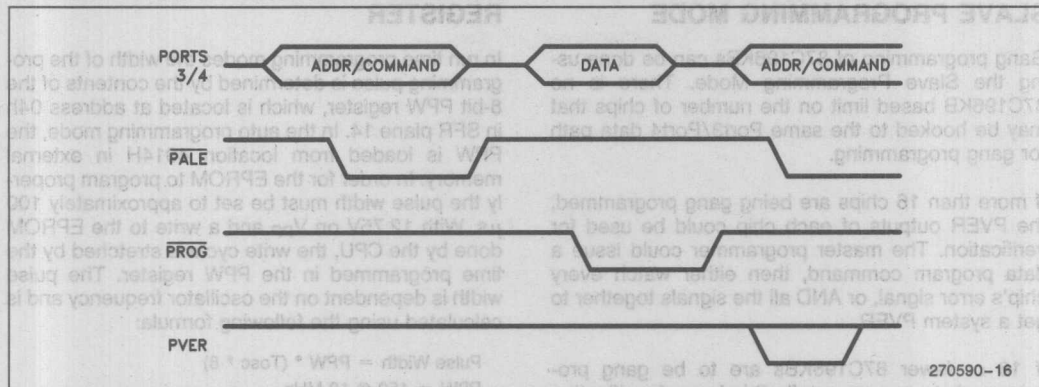 PORTS
3/4
ADDR/COMMAND
DATA
ADDR/COMMAND
PALE
PROG
PVER
270590-16
SLAVE PROGRAMMING MODE
Gang programming of 87C196KBs can be done us-
ing the Slave Programming Mode. There is no
87C196KB based limit on the number of chips that
may be hooked to the same Port3/Port4 data path
for gang programming.
If more than 16 chips are being gang programmed,
the PVER outputs of each chip could be used for
verification. The master programmer could issue a
data program command, then either watch every
chip's error signal, or AND all the signals together to
get a system PVER.
REGISTER
In run time programming modes the width of the pro-
gramming pulse is determined by the contents of the
8-bit PPW register, which is located at address 04H
in SFR plane 14. In the auto programming mode, the
PPW is loaded from location 14H in external
memory. In order for the EPROM to program proper-
ly the pulse width must be set to approximately 100
µs. With 12.75V on Vpp and a write to the EPROM
done by the CPU, the write cycle is stretched by the
time programmed in the PPW register. The pulse
width is dependent on the oscillator frequency and is
calculated using the following formula:
Pulse Width = PPW * (Tosc * 8)